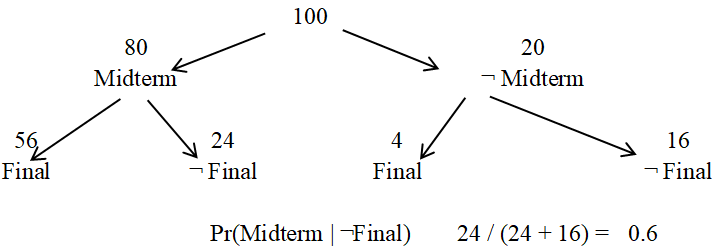 100
80 20
Midterm ¬ Midterm
56 24 4 16
Final ¬ Final Final ¬ Final
Pr(Midterm | ¬Final) 24 / (24 + 16) = 0.6